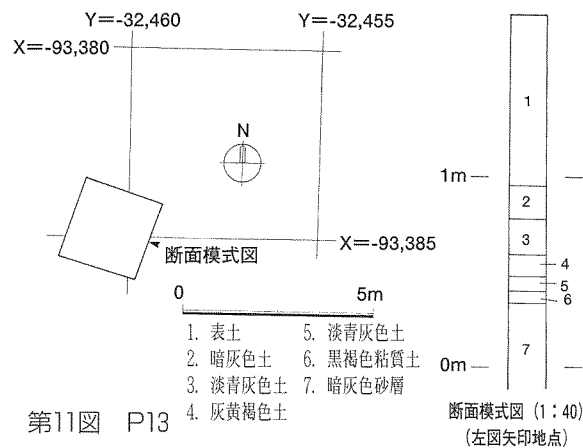 Y=-32,460
Y=-32,455
X=-93,380
N
X=-93,385
断面模式図
0
5m
1. 表土
2. 暗灰色土
3. 淡青灰色土
4. 灰黄褐色土
5. 淡青灰色土
6. 黒褐色粘質土
7. 暗灰色砂層
第11図 P13
1
1m
2
3
4
5
6
7
0m
断面模式図 (1:40)
(左図矢印地点)